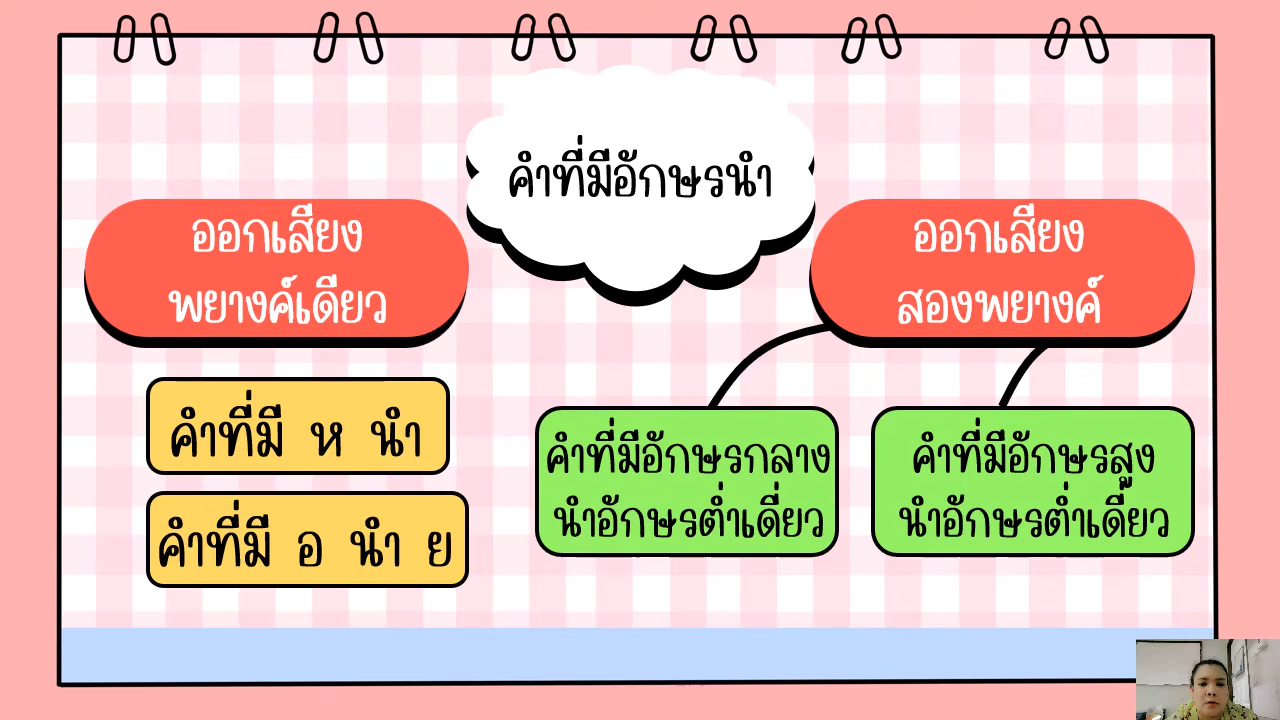 คำที่มีอักษรนำ
ออกเสียง
พยางค์เดียว
คำที่มี ห นำ
คำที่มี อ นำ ย
ออกเสียง
สองพยางค์
คำที่มีอักษรกลาง
นำอักษรต่ำเดี่ยว
คำที่มีอักษรสูง
นำอักษรต่ำเดี่ยว